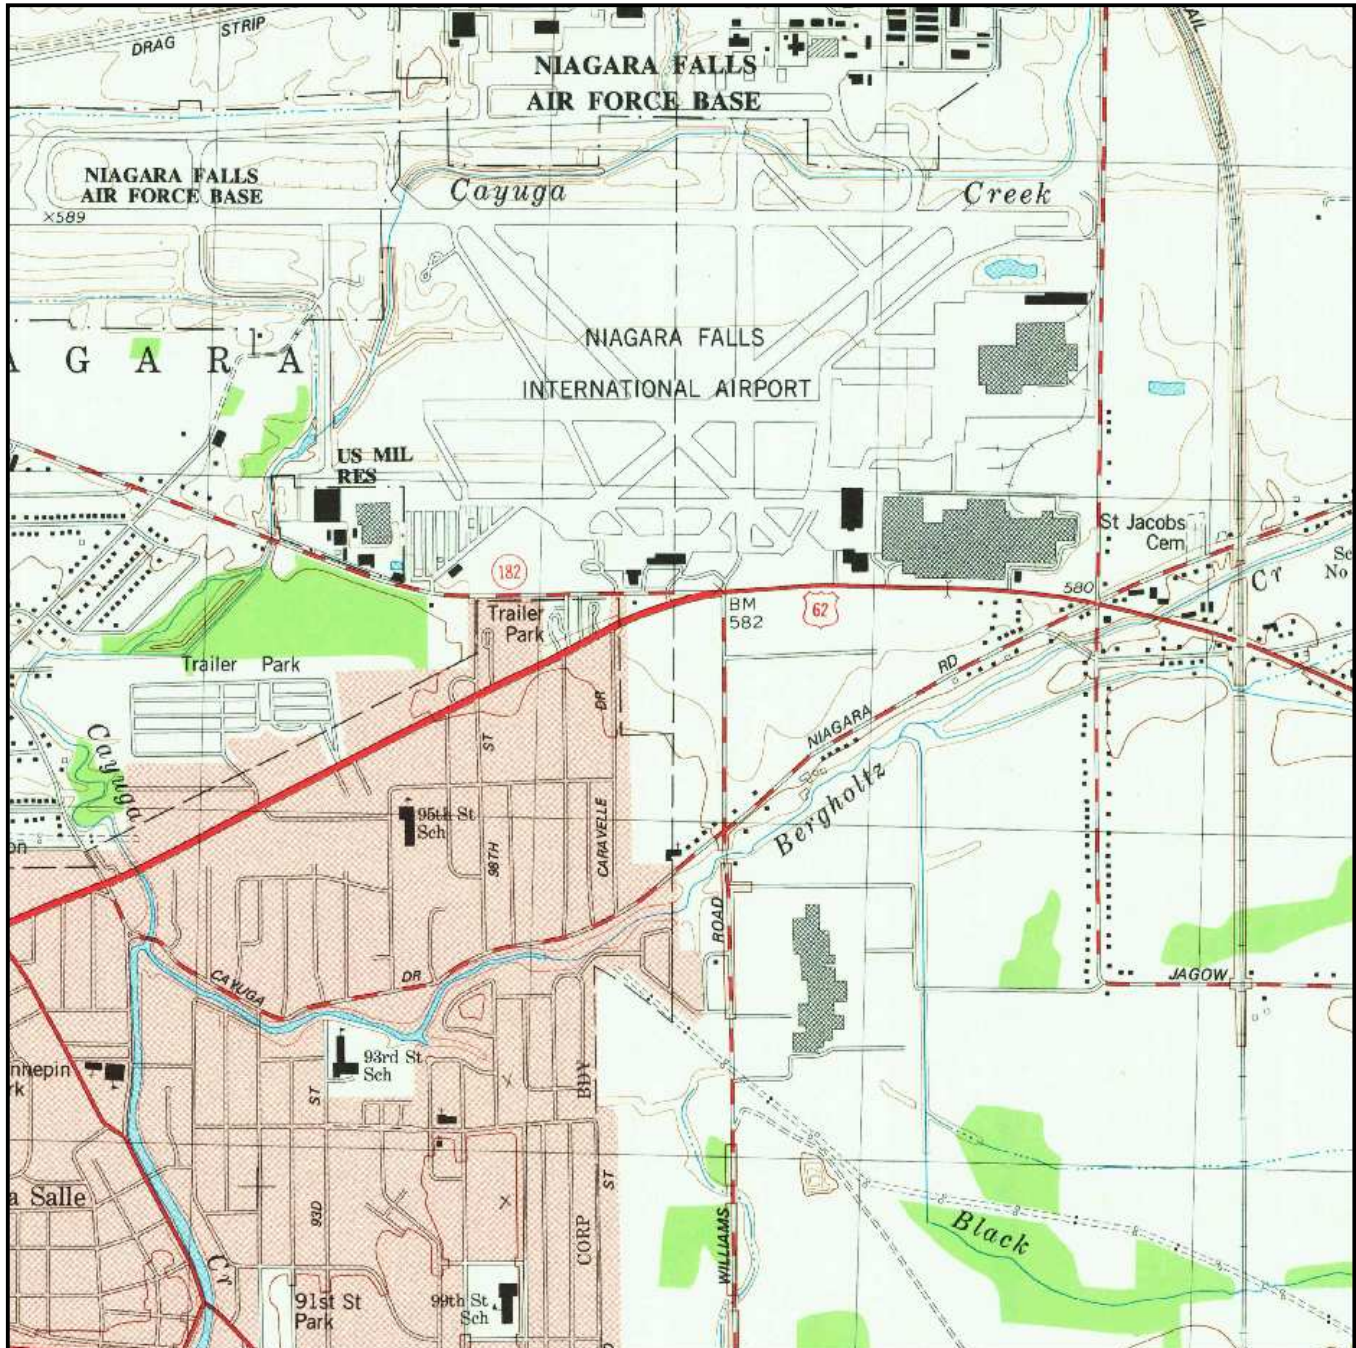 DRAG STRIP
NIAGARA FALLS
AIR FORCE BASE
NIAGARA FALLS
AIR FORCE BASE
Cayuga Creek
×589
NIAGARA FALLS
INTERNATIONAL AIRPORT
A G A R A
US MIL
RES
St Jacobs
Cem
Cr
No
182
Trailer
Park
BM
582
62
580
Trailer Park
RD
DR
NIAGARA
ST
Cayuga
Bergholtz
95th St
Sch
98TH
CARAVELLE
ROAD
JAGOW
CAYUGA
DR
93rd St
Sch
ST
BDY
a Salle
93D
ST
CORP
WILLIAMS
Black
Cr
91st St
Park
99th St
Sch